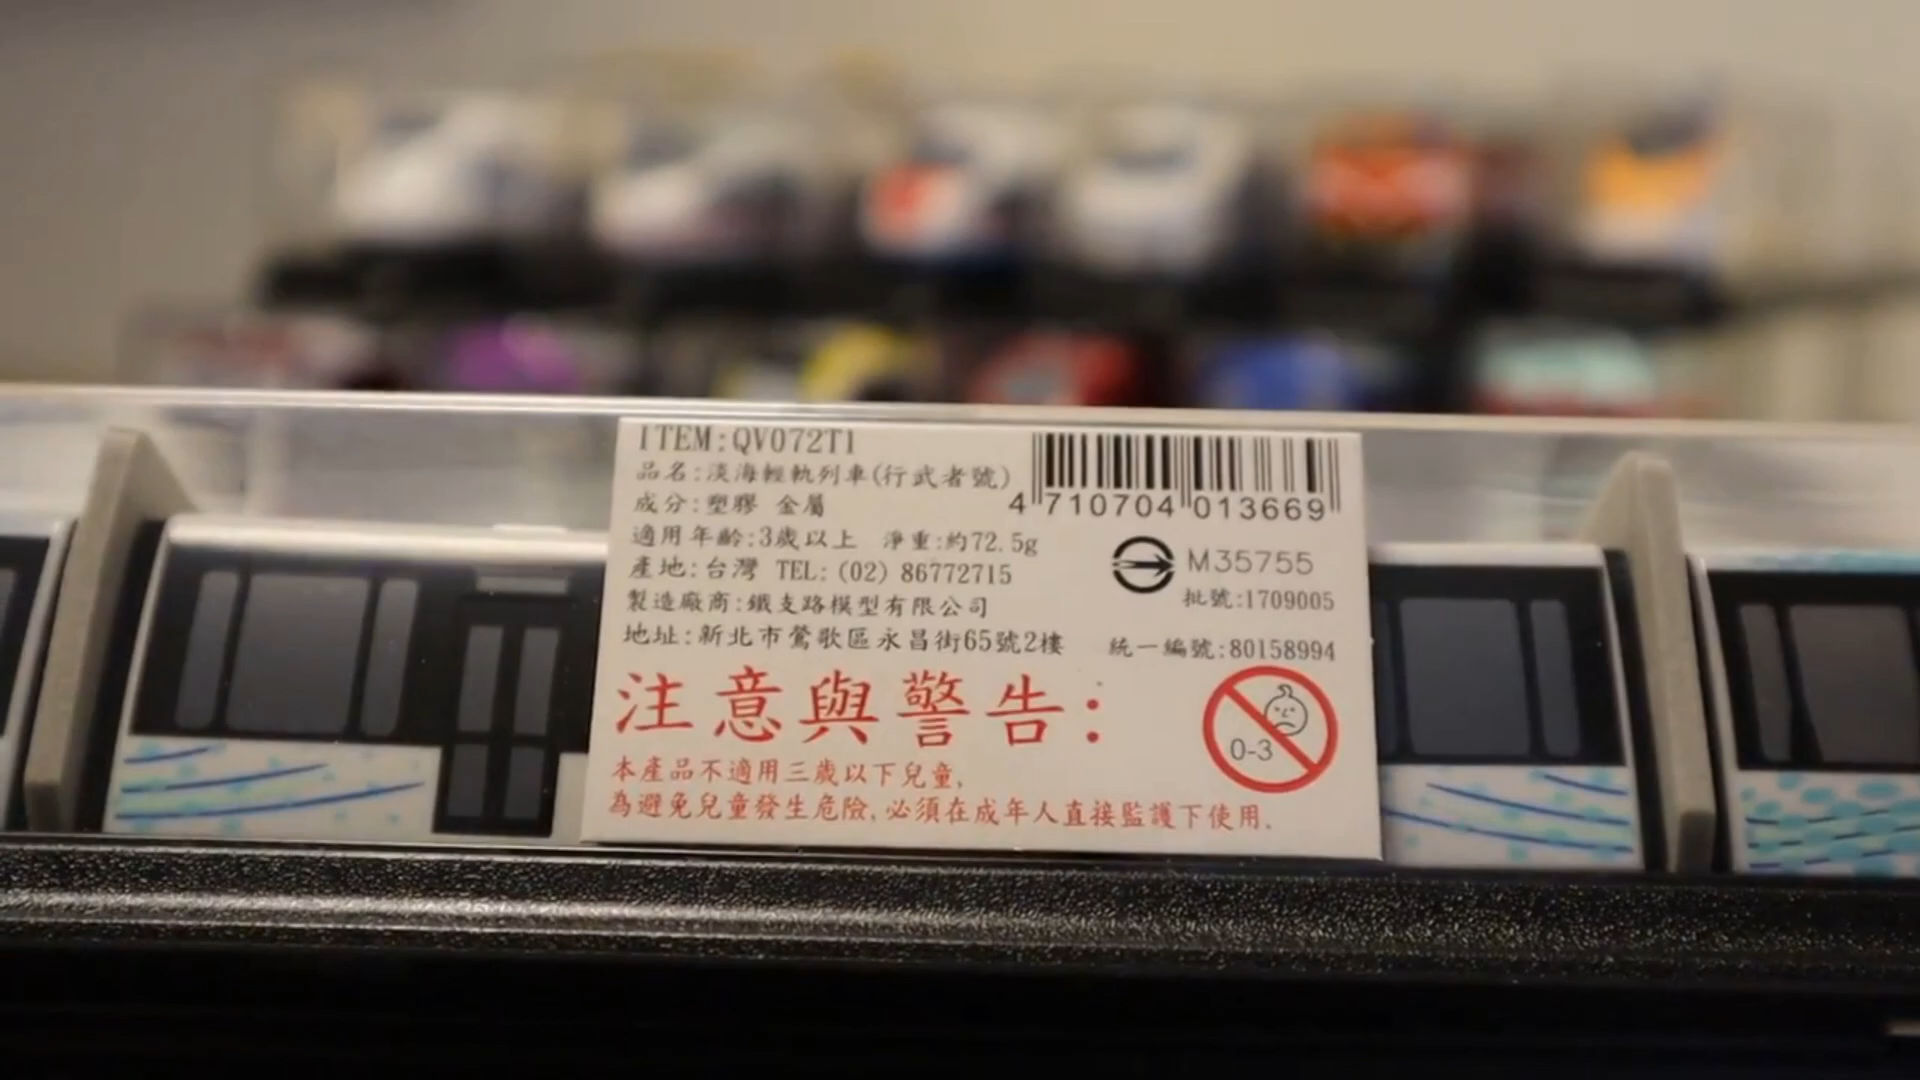 ITEM:QV072T1
品名:淡海輕軌列車(行武者號)
成分:塑膠 金屬
4 710704 013669
適用年齡:3歲以上 淨重:約72.5g
產地:台灣 TEL: (02) 86772715
M35755
製造廠商:鐵支路模型有限公司
批號:1709005
地址:新北市鶯歌區永昌街65號2樓
統一編號:80158994
注意與警告:
0-3
本產品不適用三歲以下兒童,
為避免兒童發生危險,必須在成年人直接監護下使用.